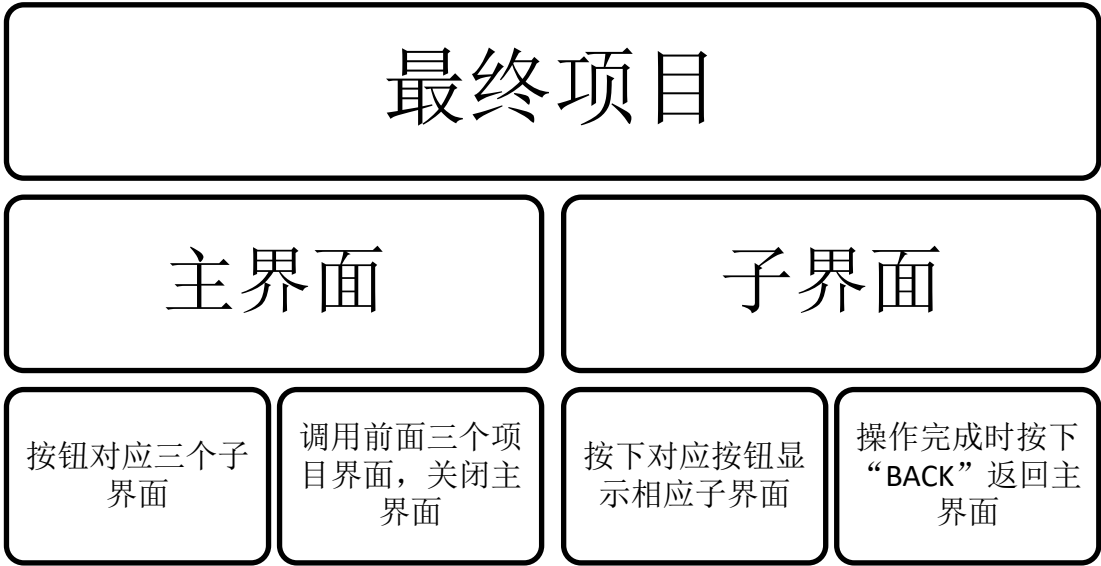 最终项目
主界面
子界面
按钮对应三个子
界面
调用前面三个项
目界面，关闭主
界面
按下对应按钮显
示相应子界面
操作完成时按下
“BACK”返回主
界面